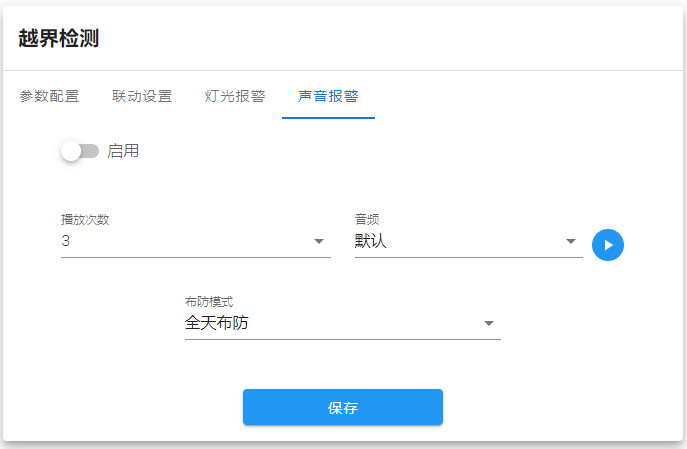 越界检测
参数配置 联动设置 灯光报警 声音报警
启用
播放次数 音频
3 默认
布防模式
全天布防
保存